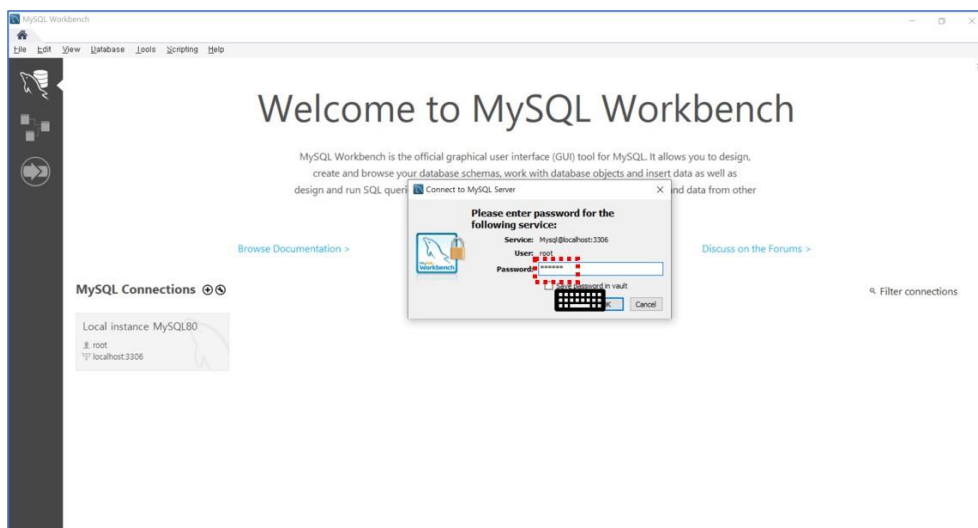 MySQL Workbench
File Edit View Database Tools Scripting Help
Welcome to MySQL Workbench
MySQL Workbench is the official graphical user interface (GUI) tool for MySQL. It allows you to design,
create and browse your database schemas, work with database objects and insert data as well as
design and run SQL queri
nd data from other
Connect to MySQL Server
Please enter password for the
following service:
Service: Mysql@localhost:3306
User: root
Password: ******
Save password in vault
Cancel
Workbench
Browse Documentation >
Discuss on the Forums >
MySQL Connections
Filter connections
Local instance MySQL80
root
localhost:3306